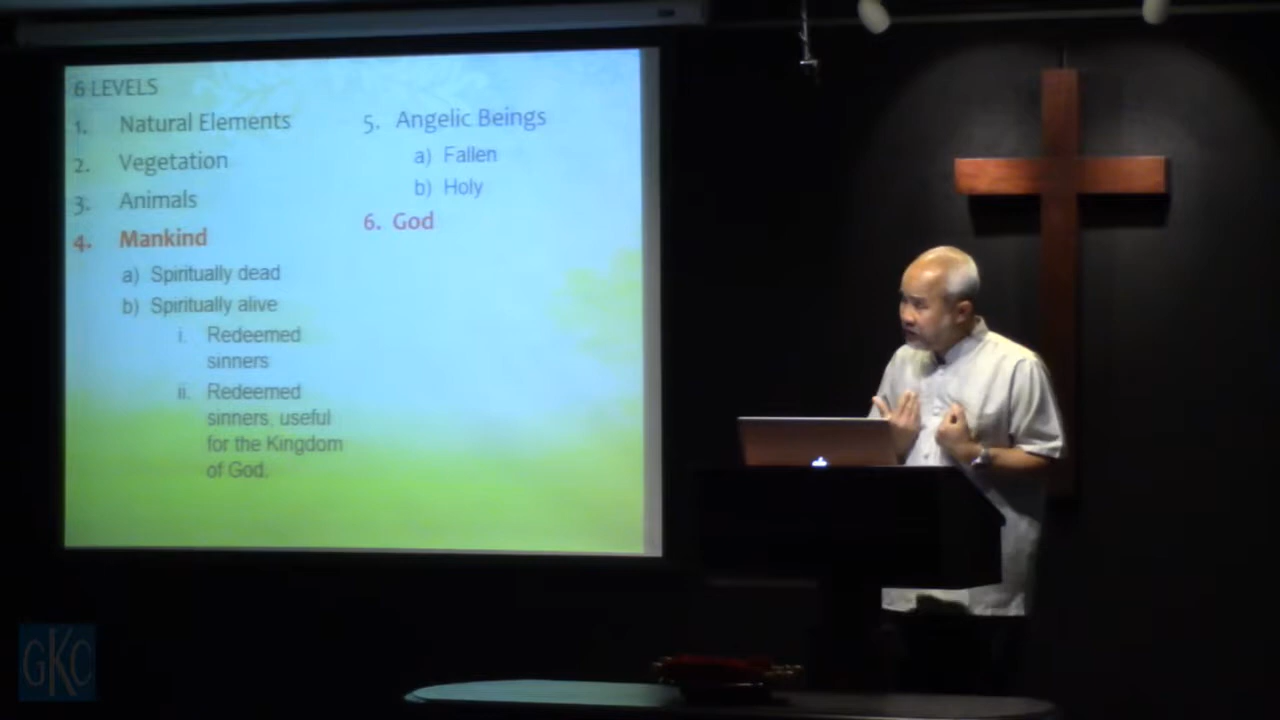 6 LEVELS
1. Natural Elements
2. Vegetation
3. Animals
4. Mankind
a) Spiritually dead
b) Spiritually alive
i. Redeemed
sinners
ii. Redeemed
sinners, useful
for the Kingdom
of God.
5. Angelic Beings
a) Fallen
b) Holy
6. God
GKC